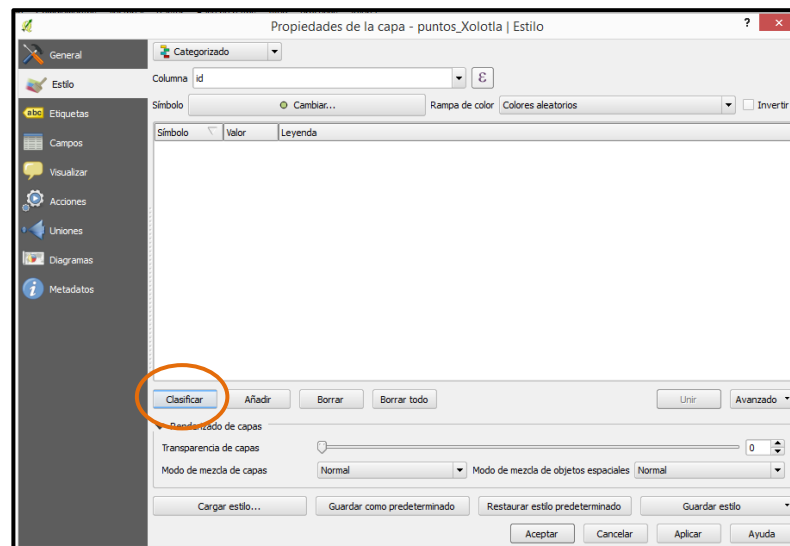 Propiedades de la capa - puntos_Xolotla | Estilo ? ×
General
Estilo
abc Etiquetas
Campos
Visualizar
Acciones
Uniones
Diagramas
Metadatos
Categorizado
Columna id ε
Símbolo Cambiar... Rampa de color Colores aleatorios Invertir
Símbolo Valor Leyenda
Clasificar Añadir Borrar Borrar todo Unir Avanzado
Renderizado de capas
Transparencia de capas 0
Modo de mezcla de capas Normal Modo de mezcla de objetos espaciales Normal
Cargar estilo... Guardar como predeterminado Restaurar estilo predeterminado Guardar estilo
Aceptar Cancelar Aplicar Ayuda